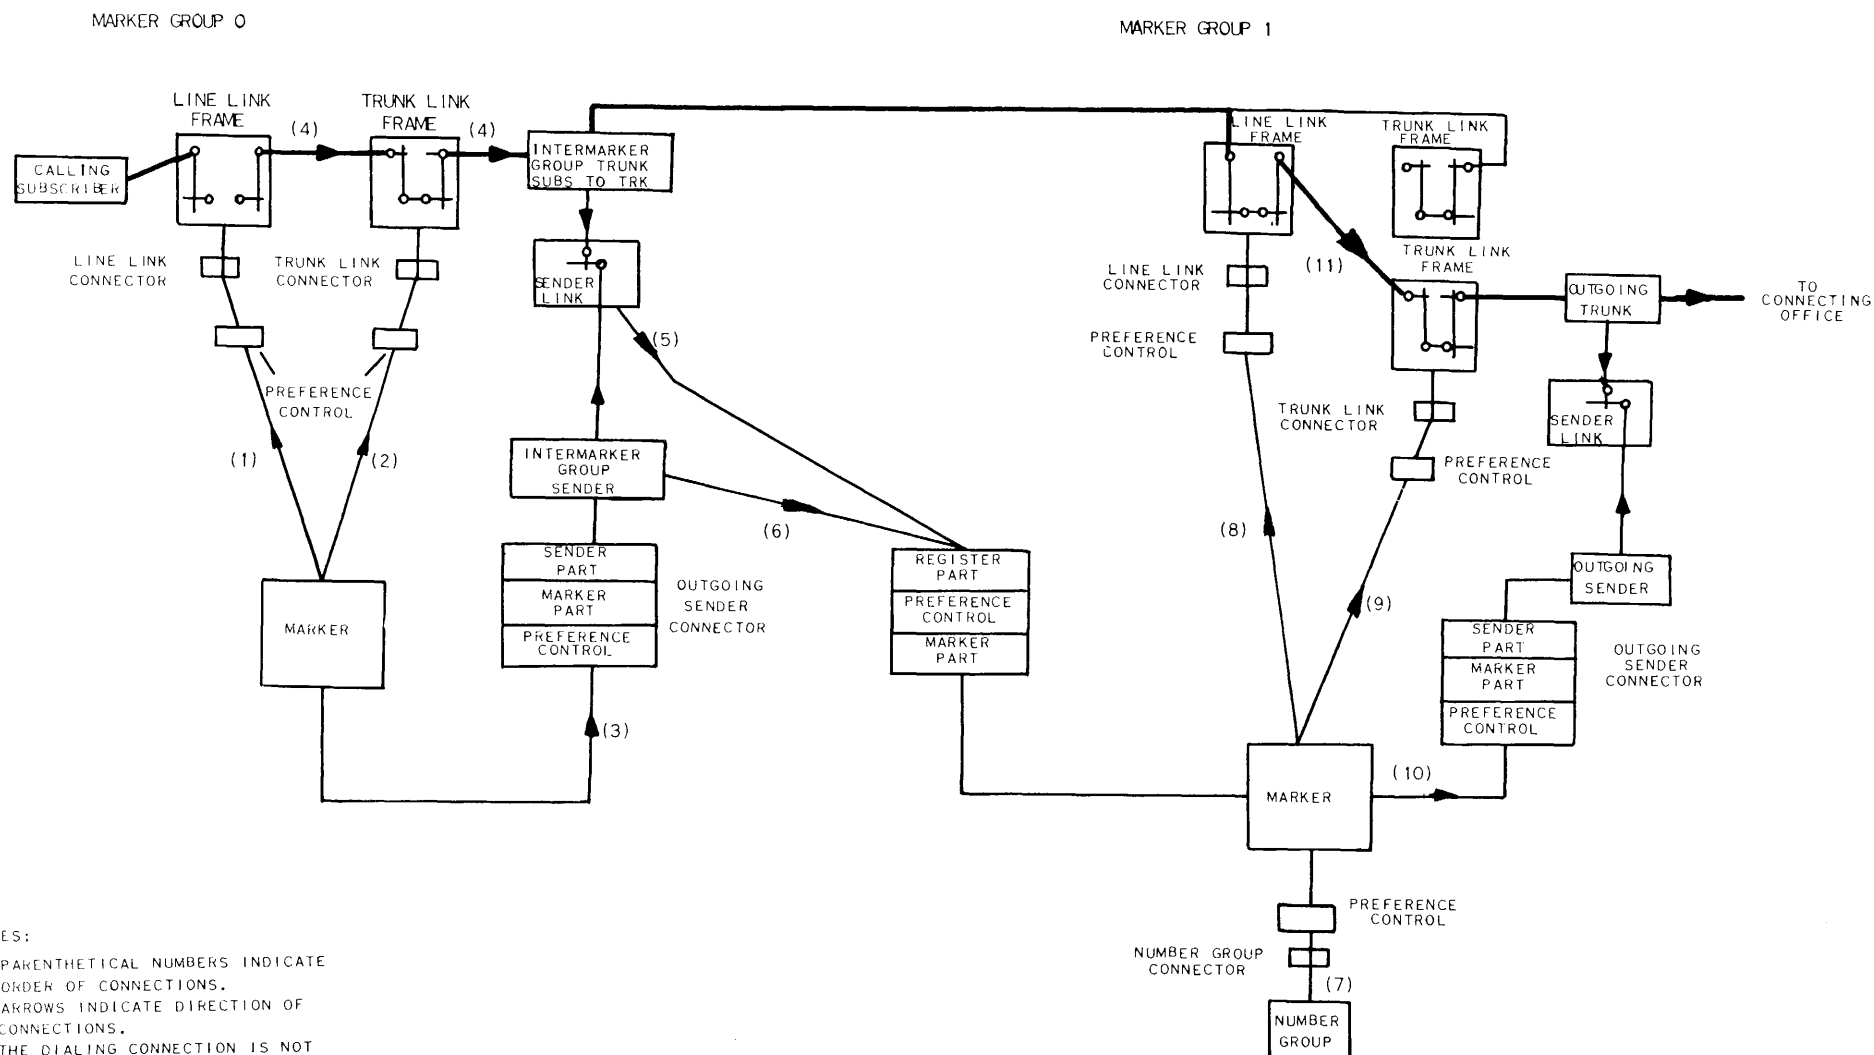 MARKER GROUP 0
MARKER GROUP 1
LINE LINK
FRAME
(4)
TRUNK LINK
FRAME
(4)
CALLING
SUBSCRIBER
INTERMARKER
GROUP TRUNK
SUBS TO TRK
LINE LINK
FRAME
TRUNK LINK
FRAME
LINE LINK
CONNECTOR
TRUNK LINK
CONNECTOR
SENDER
LINK
(5)
PREFERENCE
CONTROL
(1)
(2)
INTERMARKER
GROUP
SENDER
(6)
MARKER
SENDER
PART
MARKER
PART
PREFERENCE
CONTROL
OUTGOING
SENDER
CONNECTOR
(3)
REGISTER
PART
PREFERENCE
CONTROL
MARKER
PART
LINE LINK
CONNECTOR
PREFERENCE
CONTROL
(11)
TRUNK LINK
FRAME
OUTGOING
TRUNK
TO
CONNECTING
OFFICE
TRUNK LINK
CONNECTOR
SENDER
LINK
PREFERENCE
CONTROL
(8)
(9)
OUTGOING
SENDER
SENDER
PART
MARKER
PART
PREFERENCE
CONTROL
OUTGOING
SENDER
CONNECTOR
MARKER
(10)
PREFERENCE
CONTROL
NUMBER GROUP
CONNECTOR
(7)
NUMBER
GROUP
ES:
PARENTHETICAL NUMBERS INDICATE
ORDER OF CONNECTIONS.
ARROWS INDICATE DIRECTION OF
CONNECTIONS.
THE DIALING CONNECTION IS NOT